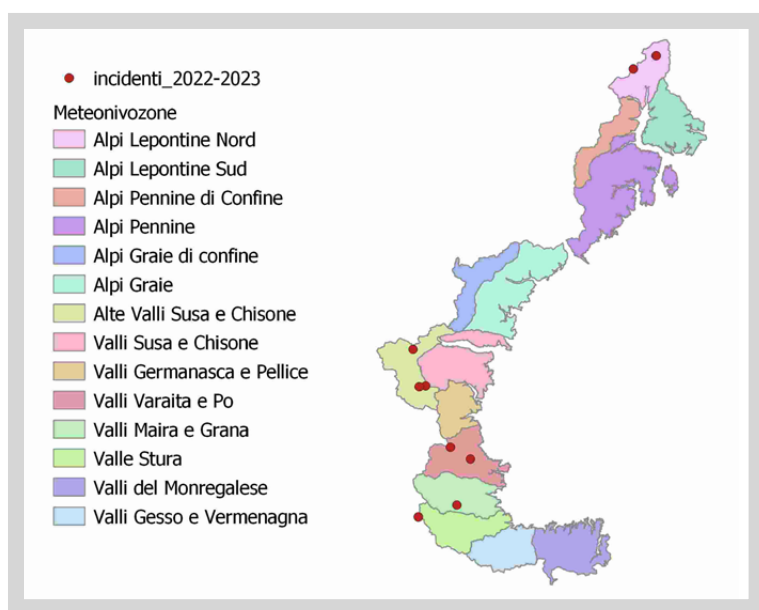 incidenti_2022-2023
Meteonivozone
Alpi Lepontine Nord
Alpi Lepontine Sud
Alpi Pennine di Confine
Alpi Pennine
Alpi Graie di confine
Alpi Graie
Alte Valli Susa e Chisone
Valli Susa e Chisone
Valli Germanasca e Pellice
Valli Varaita e Po
Valli Maira e Grana
Valle Stura
Valli del Monregalese
Valli Gesso e Vermenagna